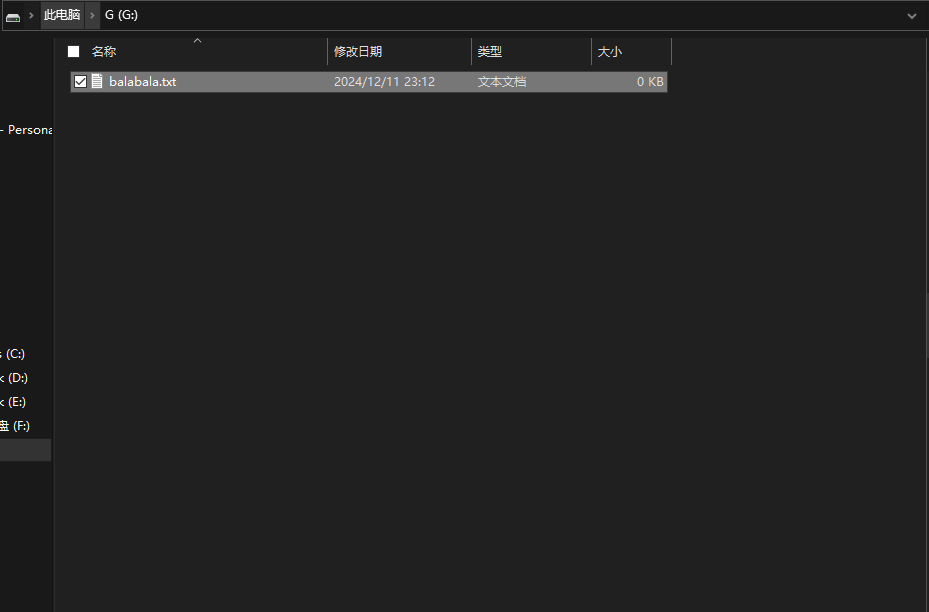 此电脑 G (G:)
名称 修改日期 类型 大小
balabala.txt 2024/12/11 23:12 文本文档 0 KB
- Persona
s (C:)
k (D:)
k (E:)
盘 (F:)